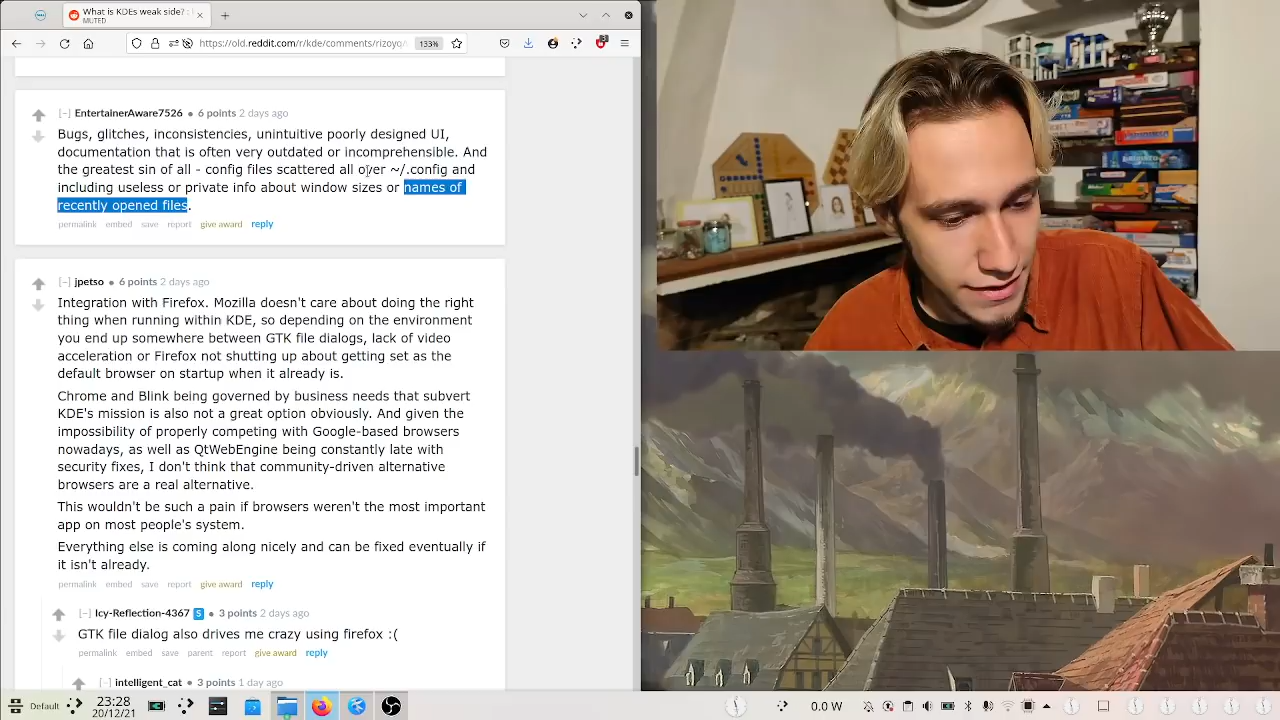 What is KDEs weak side? :
MUTED
https://old.reddit.com/r/kde/comments/rizoyo/
133%
[–] EntertainerAware7526 • 6 points 2 days ago
Bugs, glitches, inconsistencies, unintuitive poorly designed UI,
documentation that is often very outdated or incomprehensible. And
the greatest sin of all - config files scattered all over ~/.config and
including useless or private info about window sizes or names of
recently opened files.
permalink embed save report give award reply
[–] jpetso • 6 points 2 days ago
Integration with Firefox. Mozilla doesn't care about doing the right
thing when running within KDE, so depending on the environment
you end up somewhere between GTK file dialogs, lack of video
acceleration or Firefox not shutting up about getting set as the
default browser on startup when it already is.
Chrome and Blink being governed by business needs that subvert
KDE's mission is also not a great option obviously. And given the
impossibility of properly competing with Google-based browsers
nowadays, as well as QtWebEngine being constantly late with
security fixes, I don't think that community-driven alternative
browsers are a real alternative.
This wouldn't be such a pain if browsers weren't the most important
app on most people's system.
Everything else is coming along nicely and can be fixed eventually if
it isn't already.
permalink embed save report give award reply
[–] Icy-Reflection-4367 S • 3 points 2 days ago
GTK file dialog also drives me crazy using firefox :(
permalink embed save parent report give award reply
[–] intelligent_cat • 3 points 1 day ago
Default
23:28
20/12/21
0.0 W